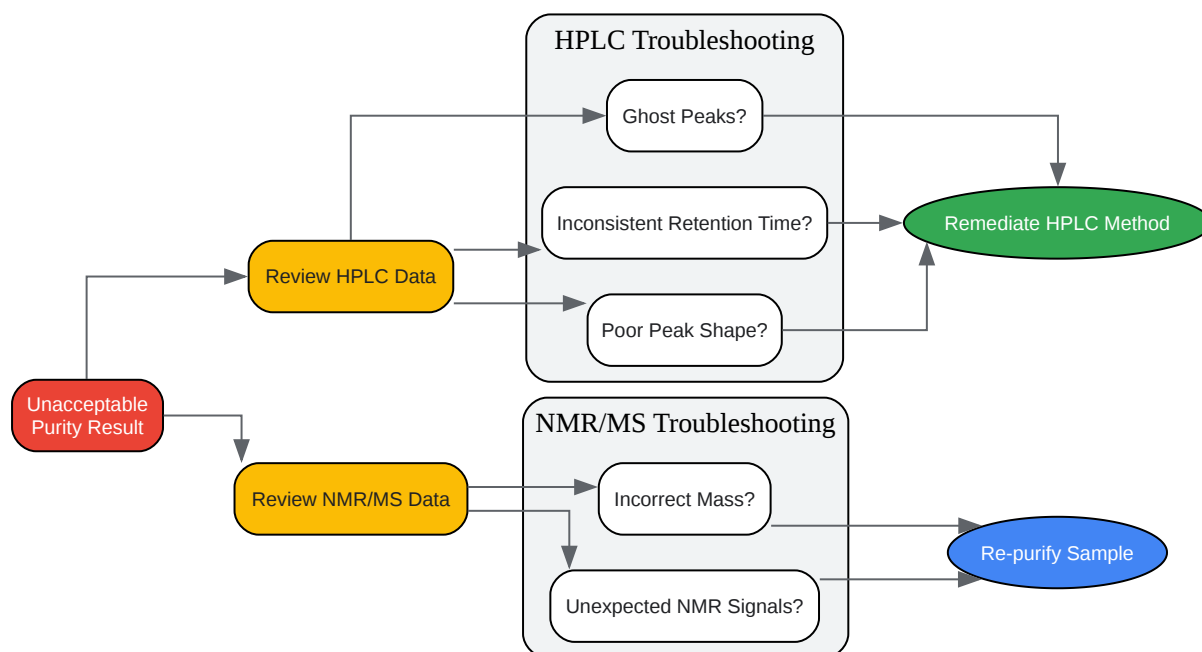 HPLC Troubleshooting
Ghost Peaks?
Inconsistent Retention Time?
Remediate HPLC Method
Review HPLC Data
Poor Peak Shape?
Unacceptable
Purity Result
NMR/MS Troubleshooting
Review NMR/MS Data
Incorrect Mass?
Re-purify Sample
Unexpected NMR Signals?